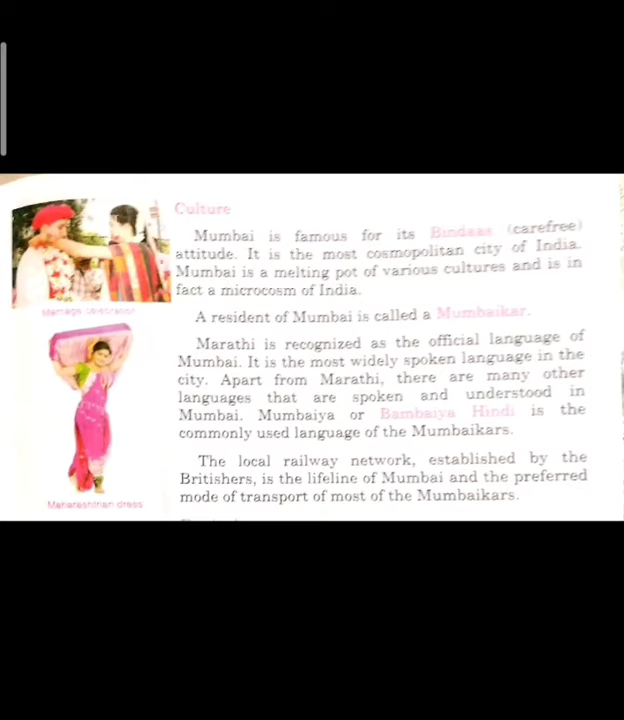 Culture
Mumbai is famous for its Bindaas (carefree)
attitude. It is the most cosmopolitan city of India.
Mumbai is a melting pot of various cultures and is in
fact a microcosm of India.
Marriage celebration
A resident of Mumbai is called a Mumbaikar.
Marathi is recognized as the official language of
Mumbai. It is the most widely spoken language in the
city. Apart from Marathi, there are many other
languages that are spoken and understood in
Mumbai. Mumbaiya or Bambaiya Hindi is the
commonly used language of the Mumbaikars.
The local railway network, established by the
Britishers, is the lifeline of Mumbai and the preferred
mode of transport of most of the Mumbaikars.
Maharashtrian dress